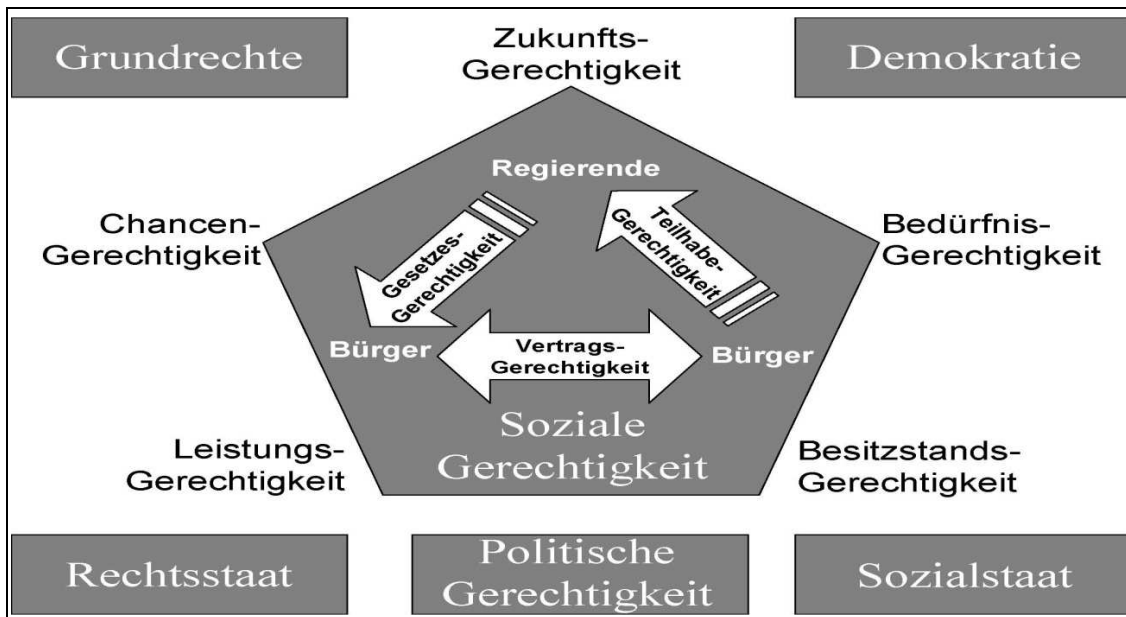 Grundrechte
Zukunfts-
Gerechtigkeit
Demokratie
Regierende
Chancen-
Gerechtigkeit
Gesetzes-
Gerechtigkeit
Teilhabe-
Gerechtigkeit
Bedürfnis-
Gerechtigkeit
Bürger
Vertrags-
Gerechtigkeit
Bürger
Soziale
Gerechtigkeit
Leistungs-
Gerechtigkeit
Besitzstands-
Gerechtigkeit
Rechtsstaat
Politische
Gerechtigkeit
Sozialstaat